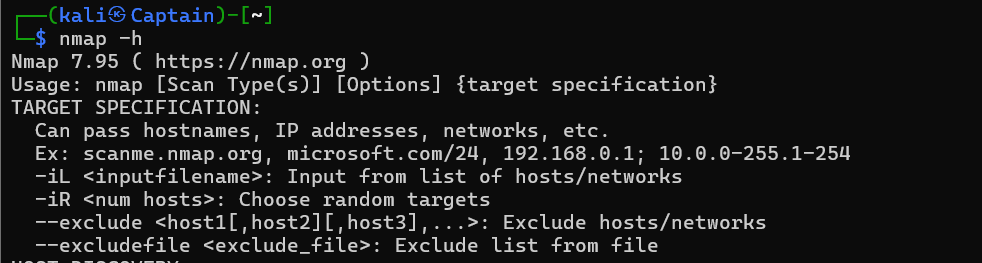 ┌──(kali㉿Captain)-[~]
└─$ nmap -h
Nmap 7.95 ( https://nmap.org )
Usage: nmap [Scan Type(s)] [Options] {target specification}
TARGET SPECIFICATION:
  Can pass hostnames, IP addresses, networks, etc.
  Ex: scanme.nmap.org, microsoft.com/24, 192.168.0.1; 10.0.0-255.1-254
  -iL <inputfilename>: Input from list of hosts/networks
  -iR <num hosts>: Choose random targets
  --exclude <host1[,host2][,host3],...>: Exclude hosts/networks
  --excludefile <exclude_file>: Exclude list from file
HOST DISCOVERY: